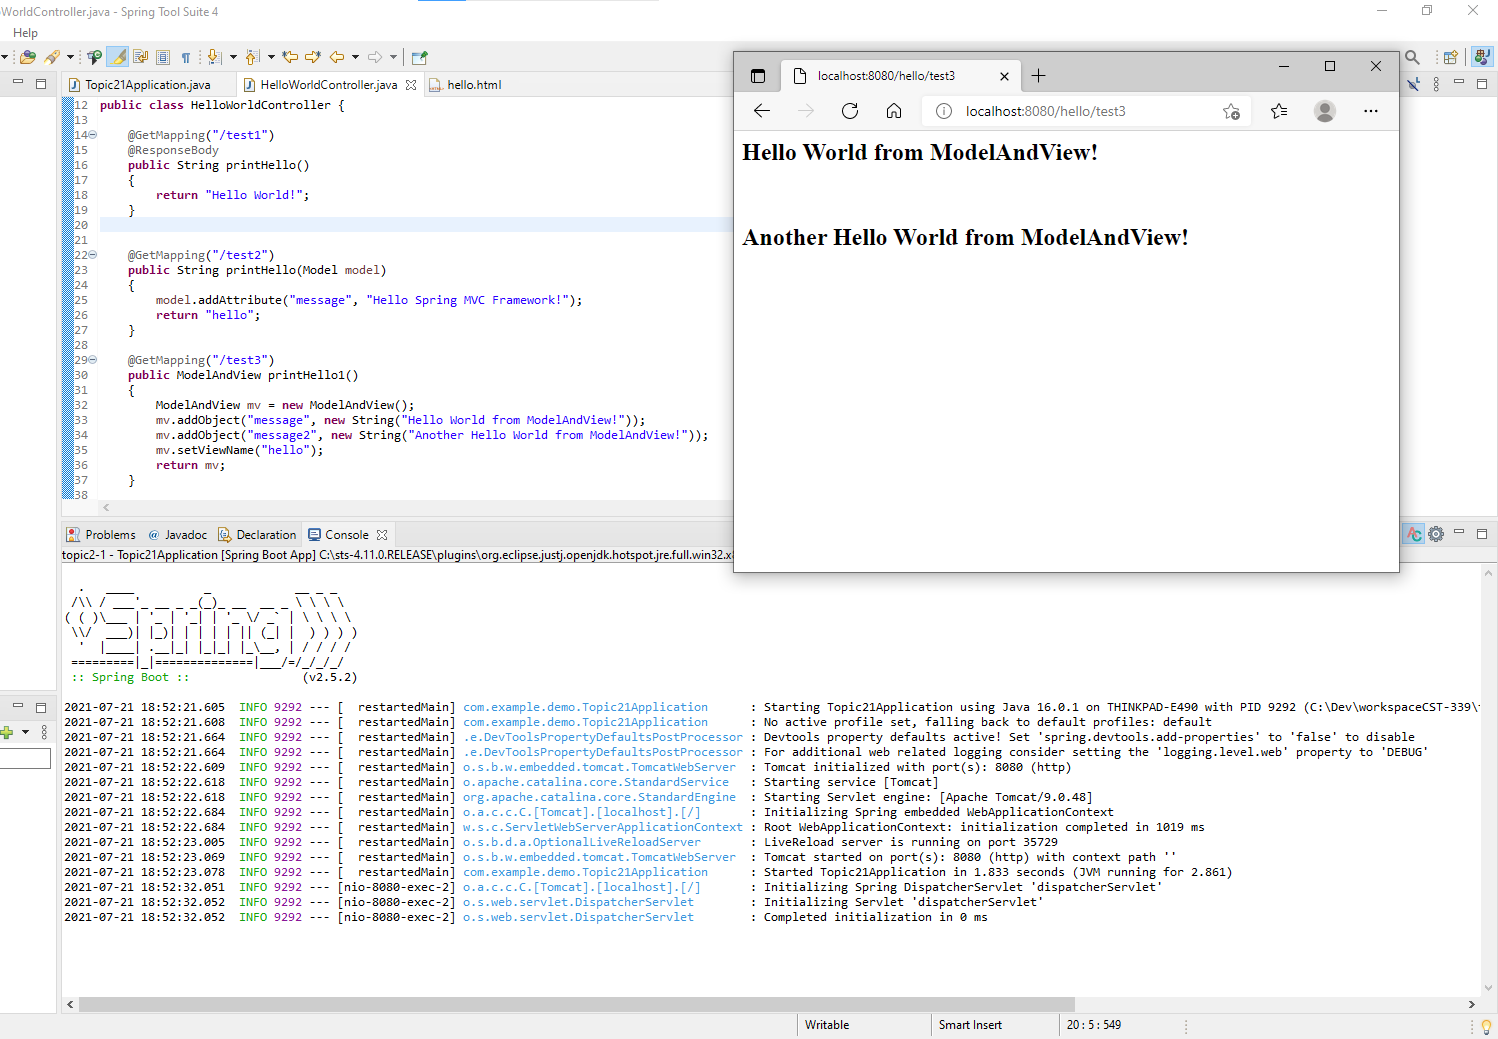 WorldController.java - Spring Tool Suite 4
Help
Topic21Application.java
HelloWorldController.java
hello.html
12 public class HelloWorldController {
13
14 @GetMapping("/test1")
15 @ResponseBody
16 public String printHello()
17 {
18 return "Hello World!";
19 }
20
21
22 @GetMapping("/test2")
23 public String printHello(Model model)
24 {
25 model.addAttribute("message", "Hello Spring MVC Framework!");
26 return "hello";
27 }
28
29 @GetMapping("/test3")
30 public ModelAndView printHello1()
31 {
32 ModelAndView mv = new ModelAndView();
33 mv.addObject("message", new String("Hello World from ModelAndView!"));
34 mv.addObject("message2", new String("Another Hello World from ModelAndView!"));
35 mv.setViewName("hello");
36 return mv;
37 }
38
localhost:8080/hello/test3
localhost:8080/hello/test3
Hello World from ModelAndView!
Another Hello World from ModelAndView!
Problems @ Javadoc Declaration Console
topic2-1 - Topic21Application [Spring Boot App] C:\sts-4.11.0.RELEASE\plugins\org.eclipse.justj.openjdk.hotspot.jre.full.win32.x
  .   ____          _            __ _ _
 /\\ / ___'_ __ _ _(_)_ __  __ _ \ \ \ \
( ( )\___ | '_ | '_| | '_ \/ _` | \ \ \ \
 \\/  ___)| |_)| | | | | || (_| |  ) ) ) )
  '  |____| .__|_| |_|_| |_\__, | / / / /
 =========|_|==============|___/=/_/_/_/
 :: Spring Boot ::                (v2.5.2)
2021-07-21 18:52:21.605  INFO 9292 --- [  restartedMain] com.example.demo.Topic21Application      : Starting Topic21Application using Java 16.0.1 on THINKPAD-E490 with PID 9292 (C:\Dev\workspaceCST-339\
2021-07-21 18:52:21.608  INFO 9292 --- [  restartedMain] com.example.demo.Topic21Application      : No active profile set, falling back to default profiles: default
2021-07-21 18:52:21.664  INFO 9292 --- [  restartedMain] .e.DevToolsPropertyDefaultsPostProcessor : Devtools property defaults active! Set 'spring.devtools.add-properties' to 'false' to disable
2021-07-21 18:52:21.664  INFO 9292 --- [  restartedMain] .e.DevToolsPropertyDefaultsPostProcessor : For additional web related logging consider setting the 'logging.level.web' property to 'DEBUG'
2021-07-21 18:52:22.609  INFO 9292 --- [  restartedMain] o.s.b.w.embedded.tomcat.TomcatWebServer  : Tomcat initialized with port(s): 8080 (http)
2021-07-21 18:52:22.618  INFO 9292 --- [  restartedMain] o.apache.catalina.core.StandardService   : Starting service [Tomcat]
2021-07-21 18:52:22.618  INFO 9292 --- [  restartedMain] org.apache.catalina.core.StandardEngine  : Starting Servlet engine: [Apache Tomcat/9.0.48]
2021-07-21 18:52:22.684  INFO 9292 --- [  restartedMain] o.a.c.c.C.[Tomcat].[localhost].[/]       : Initializing Spring embedded WebApplicationContext
2021-07-21 18:52:22.684  INFO 9292 --- [  restartedMain] w.s.c.ServletWebServerApplicationContext : Root WebApplicationContext: initialization completed in 1019 ms
2021-07-21 18:52:23.005  INFO 9292 --- [  restartedMain] o.s.b.d.a.OptionalLiveReloadServer       : LiveReload server is running on port 35729
2021-07-21 18:52:23.069  INFO 9292 --- [  restartedMain] o.s.b.w.embedded.tomcat.TomcatWebServer  : Tomcat started on port(s): 8080 (http) with context path ''
2021-07-21 18:52:23.078  INFO 9292 --- [  restartedMain] com.example.demo.Topic21Application      : Started Topic21Application in 1.833 seconds (JVM running for 2.861)
2021-07-21 18:52:32.051  INFO 9292 --- [nio-8080-exec-2] o.a.c.c.C.[Tomcat].[localhost].[/]       : Initializing Spring DispatcherServlet 'dispatcherServlet'
2021-07-21 18:52:32.052  INFO 9292 --- [nio-8080-exec-2] o.s.web.servlet.DispatcherServlet        : Initializing Servlet 'dispatcherServlet'
2021-07-21 18:52:32.052  INFO 9292 --- [nio-8080-exec-2] o.s.web.servlet.DispatcherServlet        : Completed initialization in 0 ms
Writable
Smart Insert
20 : 5 : 549